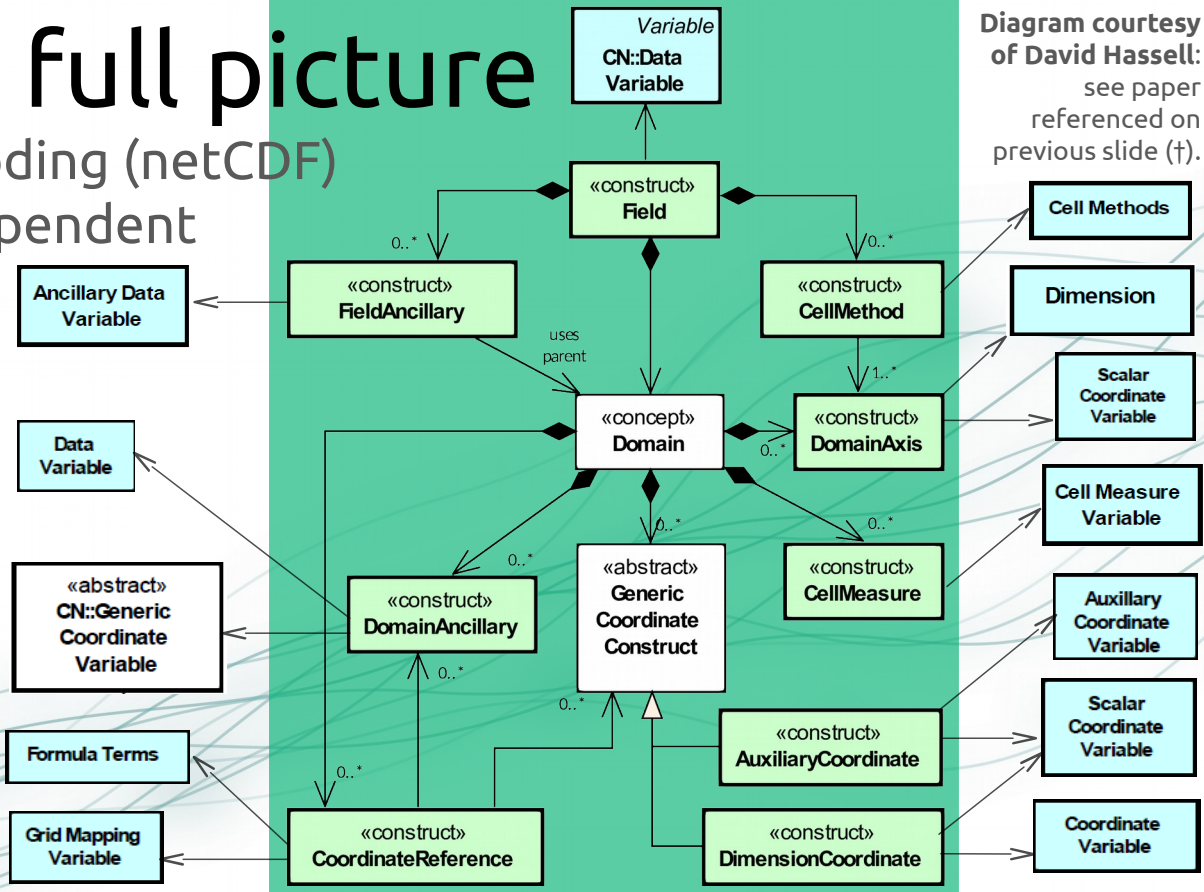 full picture
oding (netCDF)
pendent
Diagram courtesy
of David Hassell:
see paper
referenced on
previous slide (†).
Variable
CN::Data
Variable
«construct»
Field
0..*
0..*
Cell Methods
Ancillary Data
Variable
«construct»
FieldAncillary
«construct»
CellMethod
Dimension
uses
parent
1..*
Scalar
Coordinate
Variable
Data
Variable
«concept»
Domain
0..*
«construct»
DomainAxis
Cell Measure
Variable
0..*
0..*
0..*
«abstract»
CN::Generic
Coordinate
Variable
«construct»
DomainAncillary
«abstract»
Generic
Coordinate
Construct
«construct»
CellMeasure
Auxillary
Coordinate
Variable
0..*
0..*
Scalar
Coordinate
Variable
Formula Terms
0..*
«construct»
AuxiliaryCoordinate
Grid Mapping
Variable
«construct»
CoordinateReference
«construct»
DimensionCoordinate
Coordinate
Variable